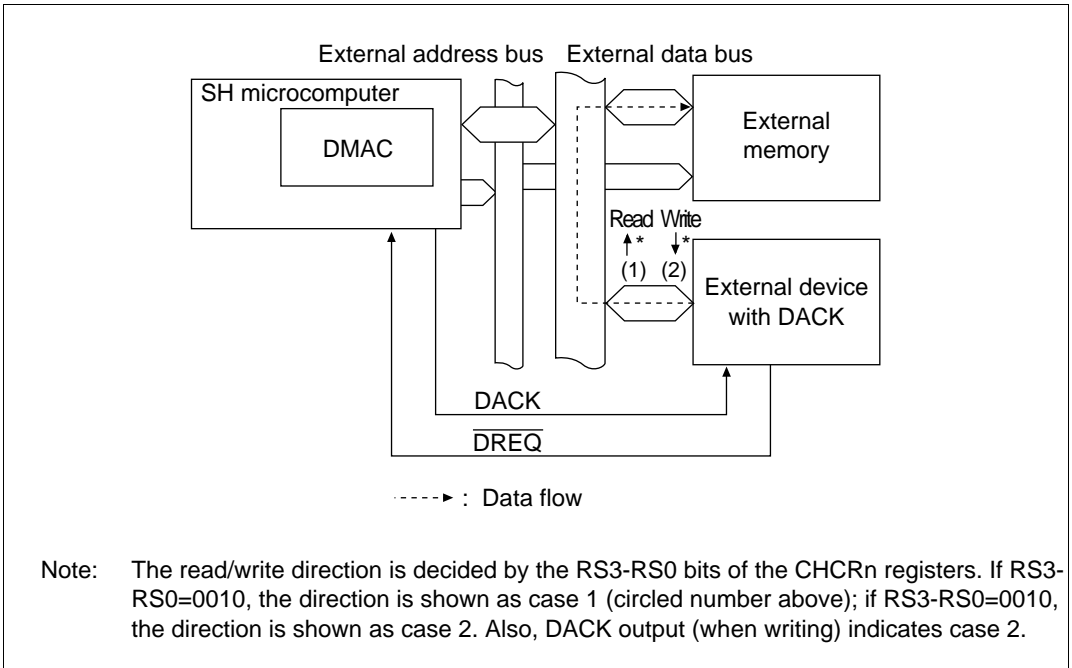 External address bus External data bus
SH microcomputer
DMAC
External
memory
Read Write
* *
(1) (2)
External device
with DACK
DACK
DREQ
: Data flow
Note: The read/write direction is decided by the RS3-RS0 bits of the CHCRn registers. If RS3-
RS0=0010, the direction is shown as case 1 (circled number above); if RS3-RS0=0010,
the direction is shown as case 2. Also, DACK output (when writing) indicates case 2.